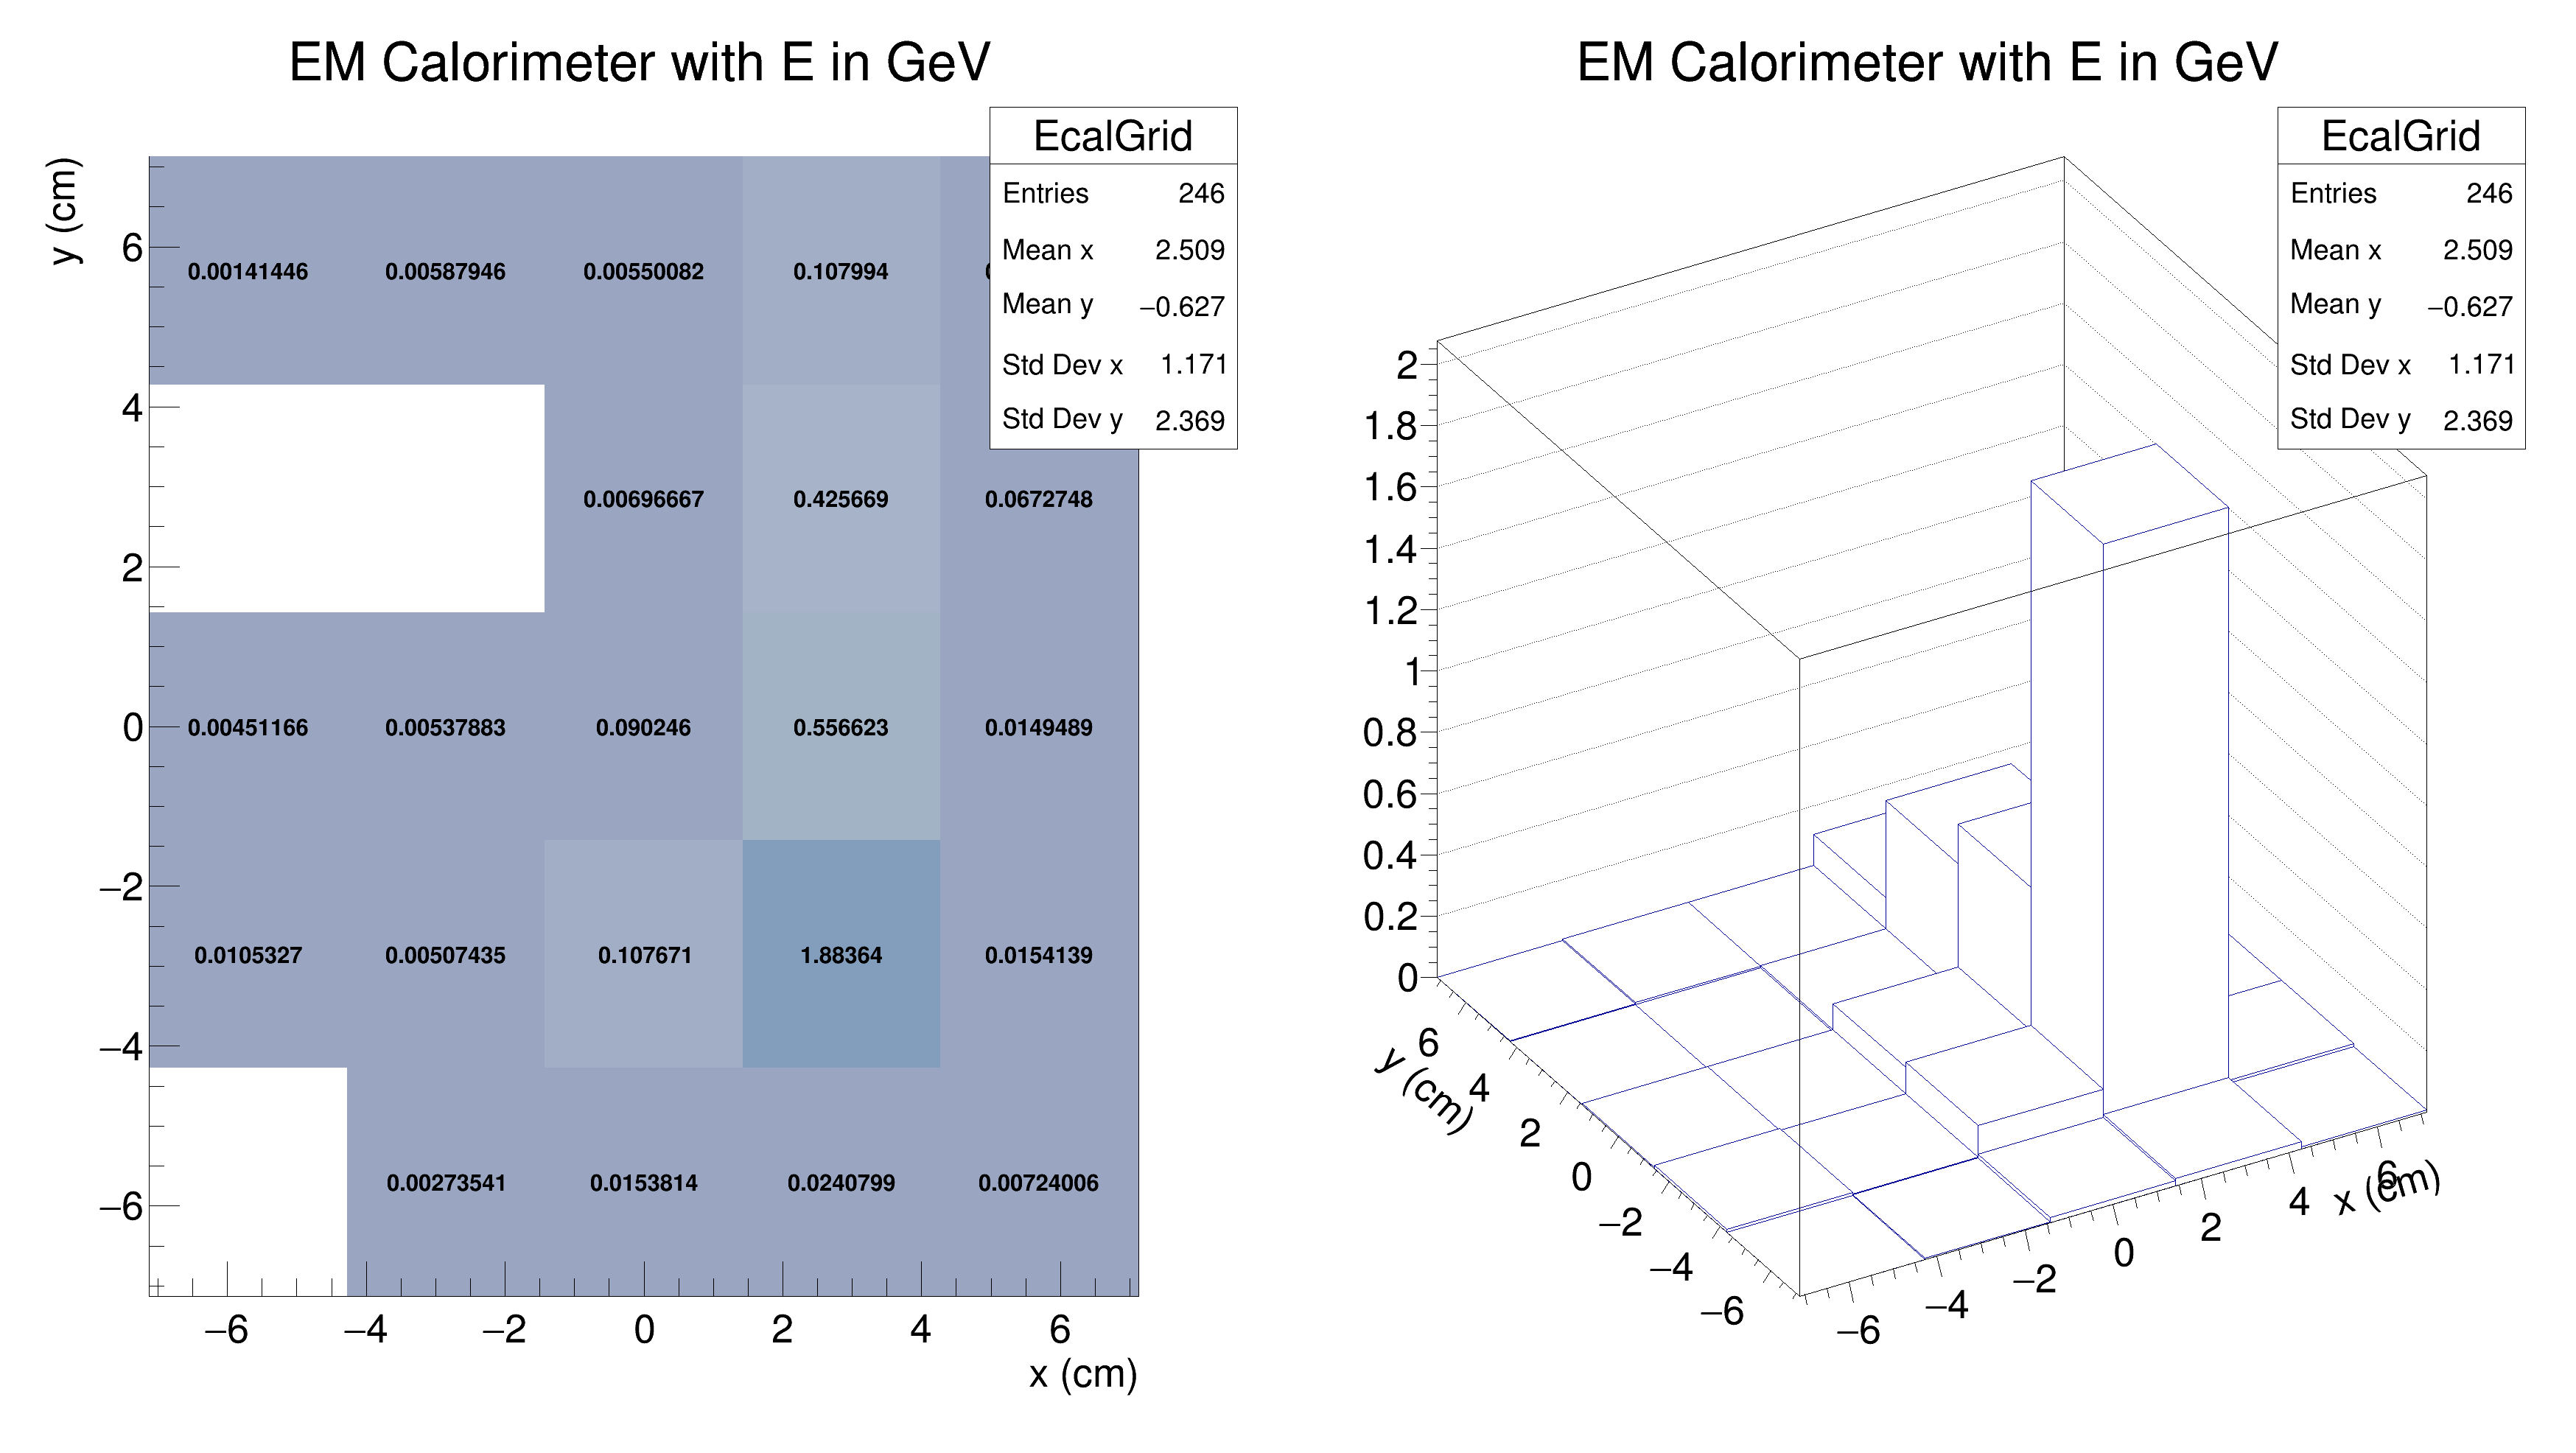 EM Calorimeter with E in GeV
EcalGrid
Entries 246
Mean x 2.509
Mean y −0.627
Std Dev x 1.171
Std Dev y 2.369
y (cm)
6
4
2
0
−2
−4
−6
0.00141446 0.00587946 0.00550082 0.107994
0.00696667 0.425669 0.0672748
0.00451166 0.00537883 0.090246 0.556623 0.0149489
0.0105327 0.00507435 0.107671 1.88364 0.0154139
0.00273541 0.0153814 0.0240799 0.00724006
−6 −4 −2 0 2 4 6
x (cm)
EM Calorimeter with E in GeV
EcalGrid
Entries 246
Mean x 2.509
Mean y −0.627
Std Dev x 1.171
Std Dev y 2.369
2
1.8
1.6
1.4
1.2
1
0.8
0.6
0.4
0.2
0
6
4
2
0
−2
−4
−6
y (cm)
−6
−4
−2
0
2
4
6
x (cm)